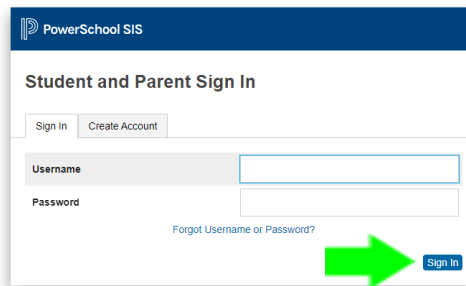 PowerSchool SIS
Student and Parent Sign In
Sign In Create Account
Username
Password
Forgot Username or Password?
Sign In